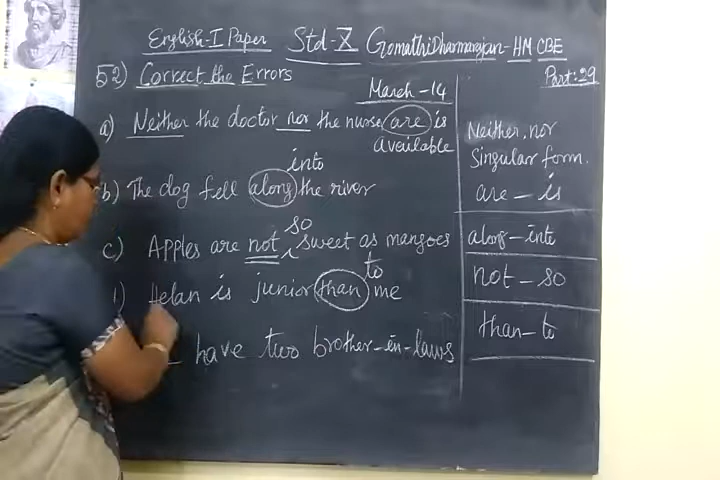 English-I Paper Std-X Gomathi Dharmarajan-HM CBE
52) Correct the Errors Part:29
March-14
a) Neither the doctor nor the nurse are is
available
into
b) The dog fell along the river
so
c) Apples are not sweet as mangoes
to
Helan is junior than me
have two brother-in-laws
Neither, nor
Singular form.
are - is
along-into
not - so
than-to